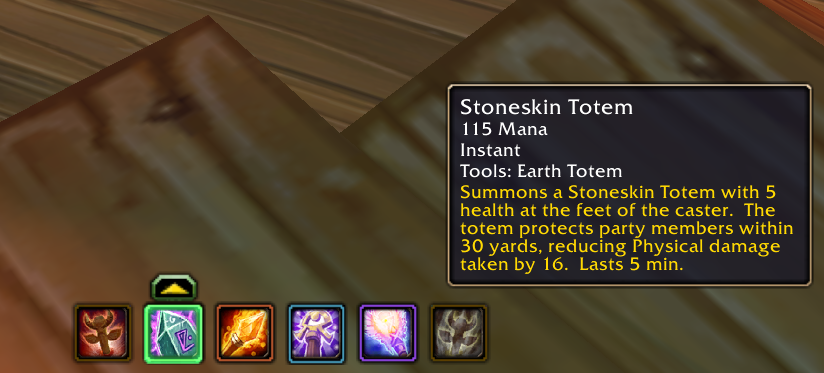 Stoneskin Totem
115 Mana
Instant
Tools: Earth Totem
Summons a Stoneskin Totem with 5
health at the feet of the caster.  The
totem protects party members within
30 yards, reducing Physical damage
taken by 16.  Lasts 5 min.